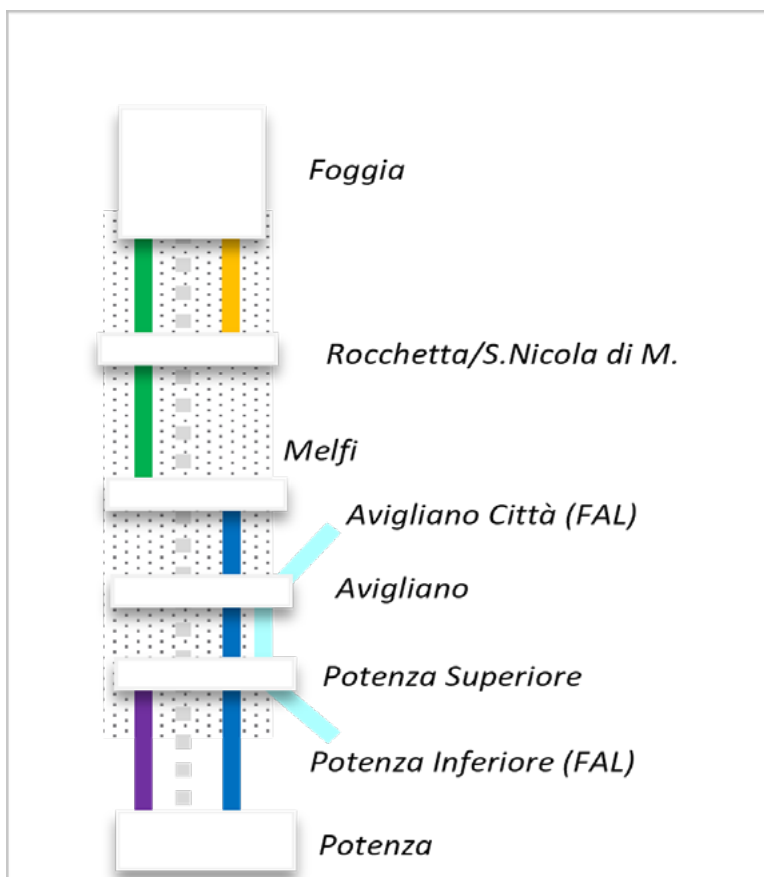 Foggia
Rocchetta/S.Nicola di M.
Melfi
Avigliano Città (FAL)
Avigliano
Potenza Superiore
Potenza Inferiore (FAL)
Potenza